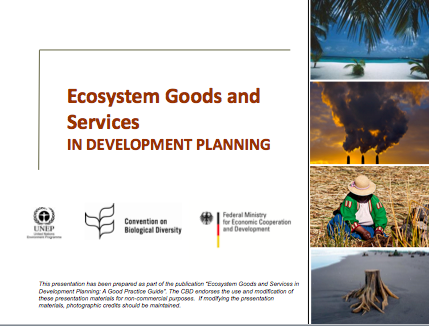 Ecosystem Goods and
Services
IN DEVELOPMENT PLANNING
UNEP
United Nations
Environment Programme
Convention on
Biological Diversity
Federal Ministry
for Economic Cooperation
and Development
This presentation has been prepared as part of the publication "Ecosystem Goods and Services in
Development Planning: A Good Practice Guide". The CBD endorses the use and modification of
these presentation materials for non-commercial purposes.  If modifying the presentation
materials, photographic credits should be maintained.